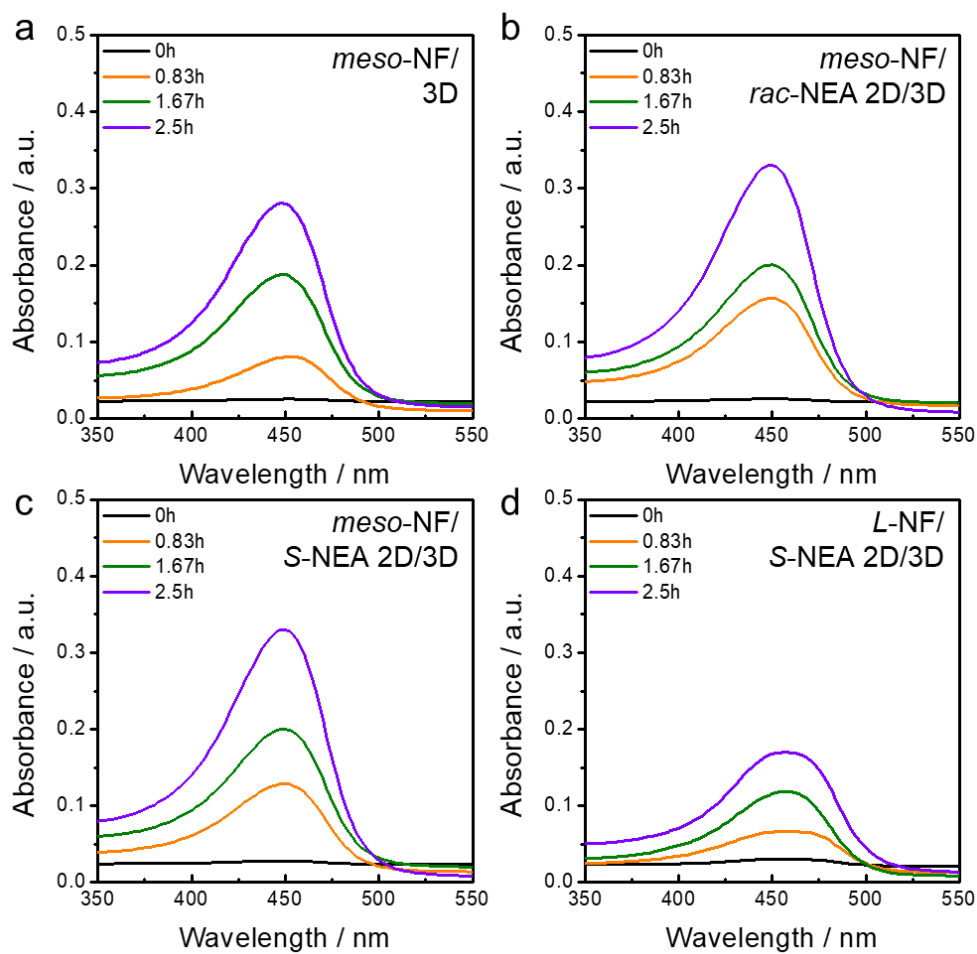 a
0.5
0.4
0.3
0.2
0.1
0.0
Absorbance / a.u.
0h
0.83h
1.67h
2.5h
meso-NF/
3D
350 400 450 500 550
Wavelength / nm
b
0.5
0.4
0.3
0.2
0.1
0.0
Absorbance / a.u.
0h
0.83h
1.67h
2.5h
meso-NF/
rac-NEA 2D/3D
350 400 450 500 550
Wavelength / nm
c
0.5
0.4
0.3
0.2
0.1
0.0
Absorbance / a.u.
0h
0.83h
1.67h
2.5h
meso-NF/
S-NEA 2D/3D
350 400 450 500 550
Wavelength / nm
d
0.5
0.4
0.3
0.2
0.1
0.0
Absorbance / a.u.
0h
0.83h
1.67h
2.5h
L-NF/
S-NEA 2D/3D
350 400 450 500 550
Wavelength / nm